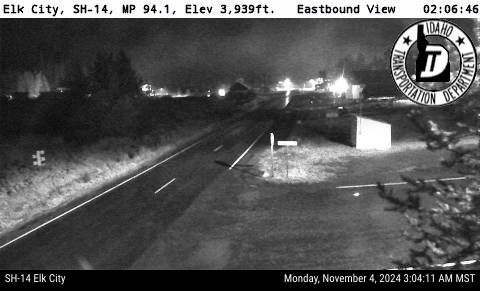 Elk City, SH-14, MP 94.1, Elev 3,939ft. Eastbound View 02:06:46
IDAHO
TRANSPORTATION DEPARTMENT
SH-14 Elk City Monday, November 4, 2024 3:04:11 AM MST